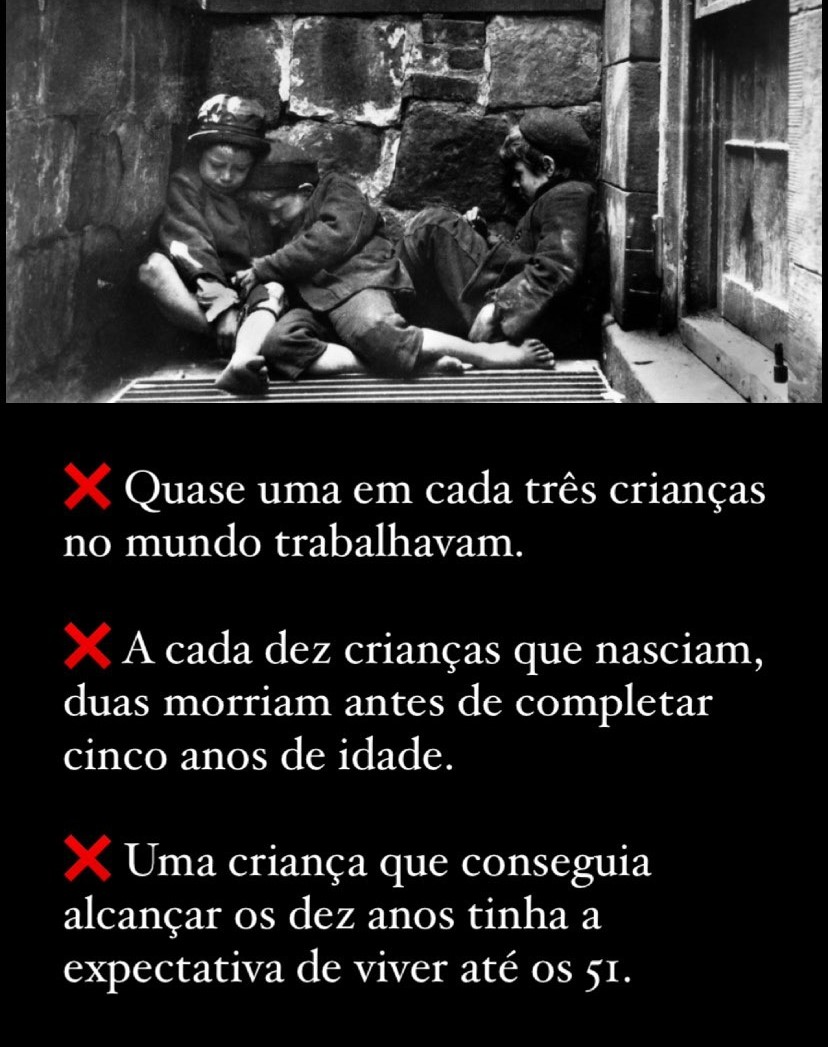 ❌ Quase uma em cada três crianças
no mundo trabalhavam.
❌ A cada dez crianças que nasciam,
duas morriam antes de completar
cinco anos de idade.
❌ Uma criança que conseguia
alcançar os dez anos tinha a
expectativa de viver até os 51.